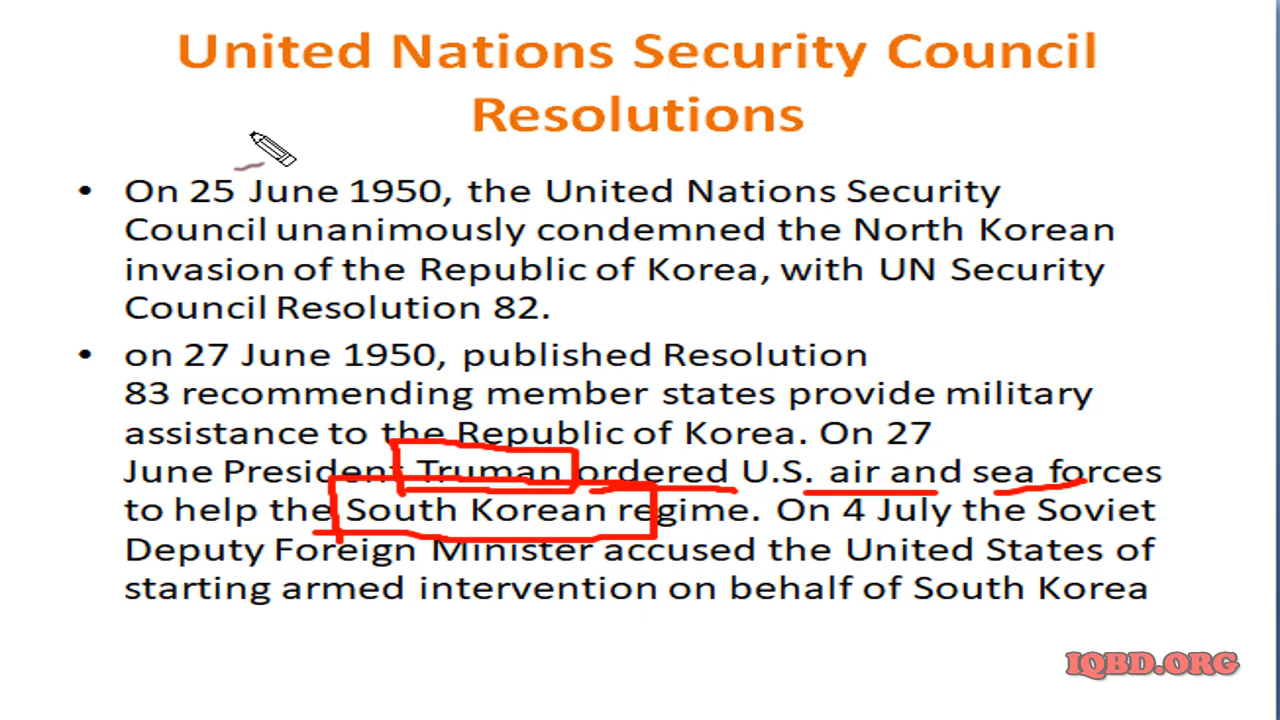 United Nations Security Council
Resolutions
• On 25 June 1950, the United Nations Security
Council unanimously condemned the North Korean
invasion of the Republic of Korea, with UN Security
Council Resolution 82.
• on 27 June 1950, published Resolution
83 recommending member states provide military
assistance to the Republic of Korea. On 27
June President Truman ordered U.S. air and sea forces
to help the South Korean regime. On 4 July the Soviet
Deputy Foreign Minister accused the United States of
starting armed intervention on behalf of South Korea
IQBD.ORG